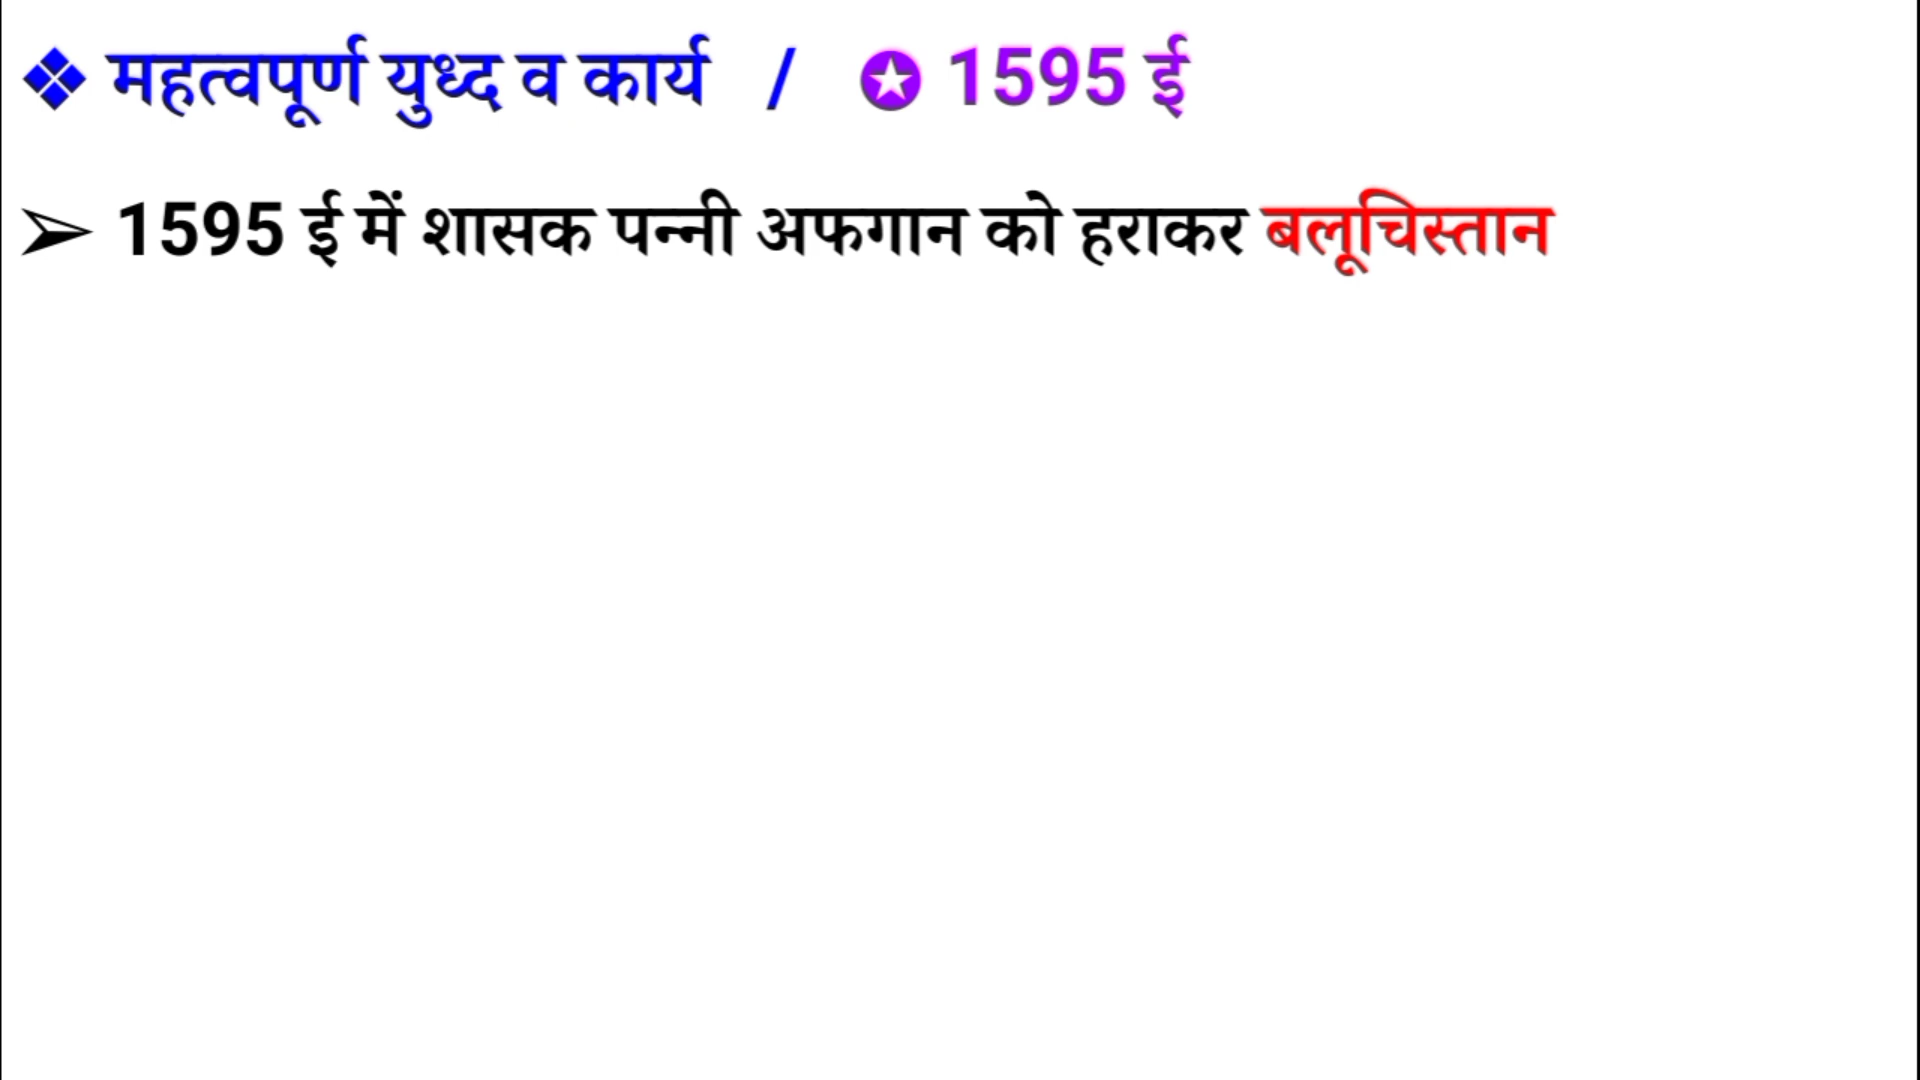 ❖ महत्वपूर्ण युध्द व कार्य / ✪ 1595 ई
➢ 1595 ई में शासक पन्नी अफगान को हराकर बलूचिस्तान